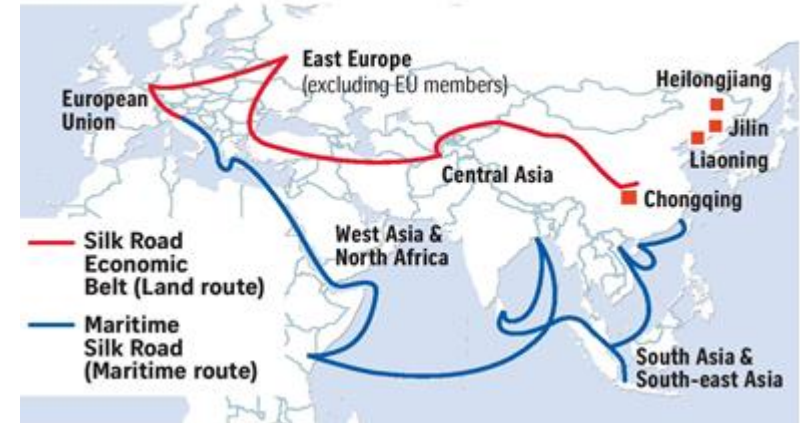 East Europe
(excluding EU members)
European
Union
Heilongjiang
Jilin
Liaoning
Central Asia
Chongqing
West Asia &
North Africa
Silk Road
Economic
Belt (Land route)
Maritime
Silk Road
(Maritime route)
South Asia &
South-east Asia